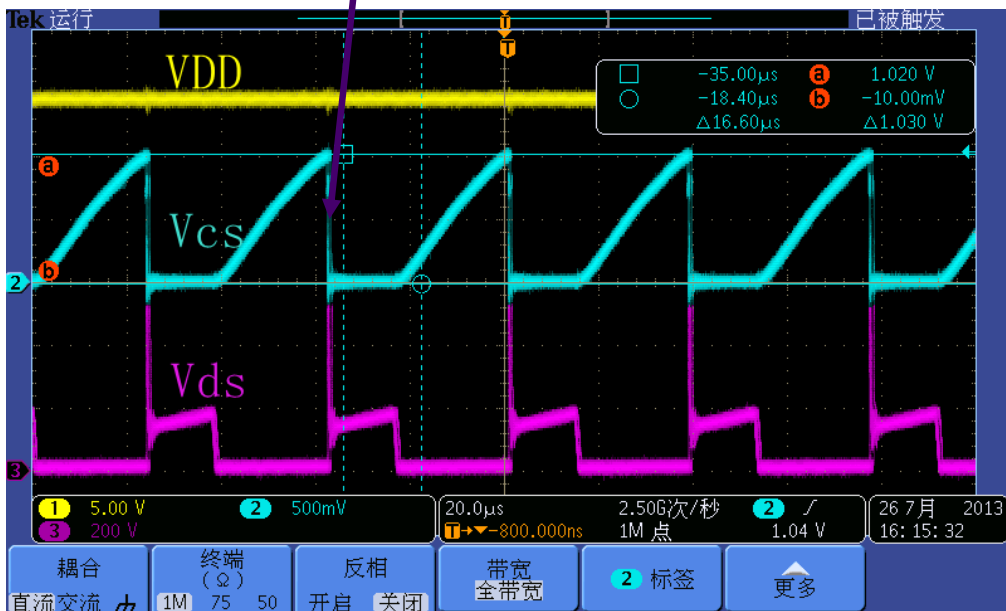 Tek 运行 已被触发
T
T
VDD
-35.00μs a 1.020 V
-18.40μs b -10.00mV
△16.60μs △1.030 V
a
Vcs
b
2
Vds
3
1 5.00 V 2 500mV 20.0μs 2.50G次/秒 2 ∫ 26 7月 2013
3 200 V T→▼-800.000ns 1M 点 1.04 V 16:15:32
耦合 终端 反相 带宽 2 标签 更多
(Ω) 全带宽
直流 交流 1M 75 50 开启 关闭